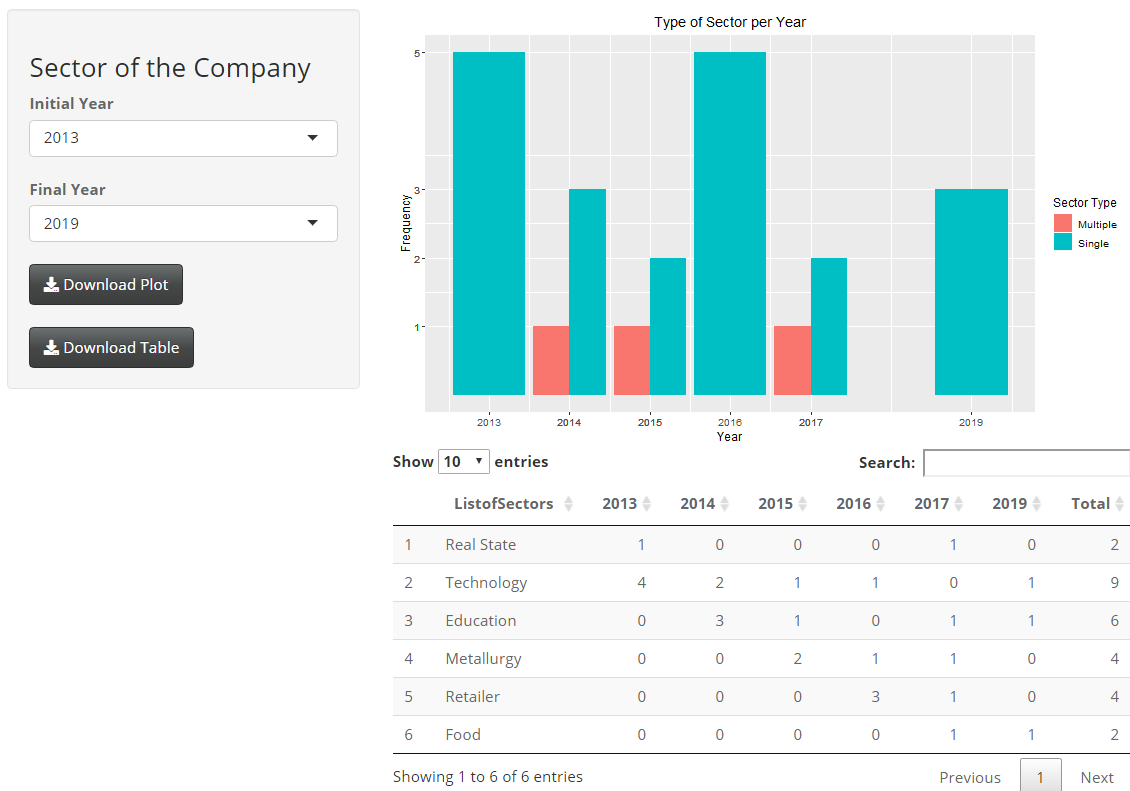 Sector of the Company
Initial Year
2013
Final Year
2019
Download Plot
Download Table
Type of Sector per Year
5
3
2
1
Frequency
2013 2014 2015 2016 2017 2019
Year
Sector Type
Multiple
Single
Show 10 entries Search:
ListofSectors 2013 2014 2015 2016 2017 2019 Total
1 Real State 1 0 0 0 1 0 2
2 Technology 4 2 1 1 0 1 9
3 Education 0 3 1 0 1 1 6
4 Metallurgy 0 0 2 1 1 0 4
5 Retailer 0 0 0 3 1 0 4
6 Food 0 0 0 0 1 1 2
Showing 1 to 6 of 6 entries Previous 1 Next